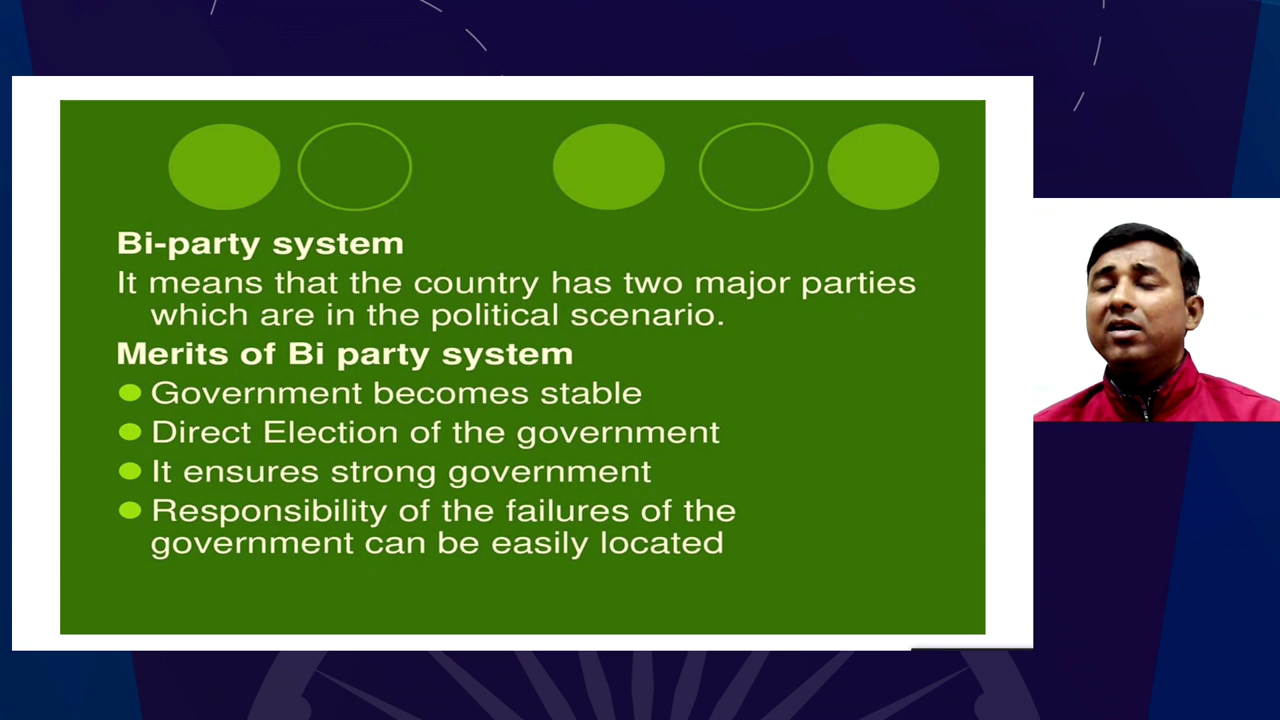 Bi-party system
It means that the country has two major parties
which are in the political scenario.
Merits of Bi party system
Government becomes stable
Direct Election of the government
It ensures strong government
Responsibility of the failures of the
government can be easily located